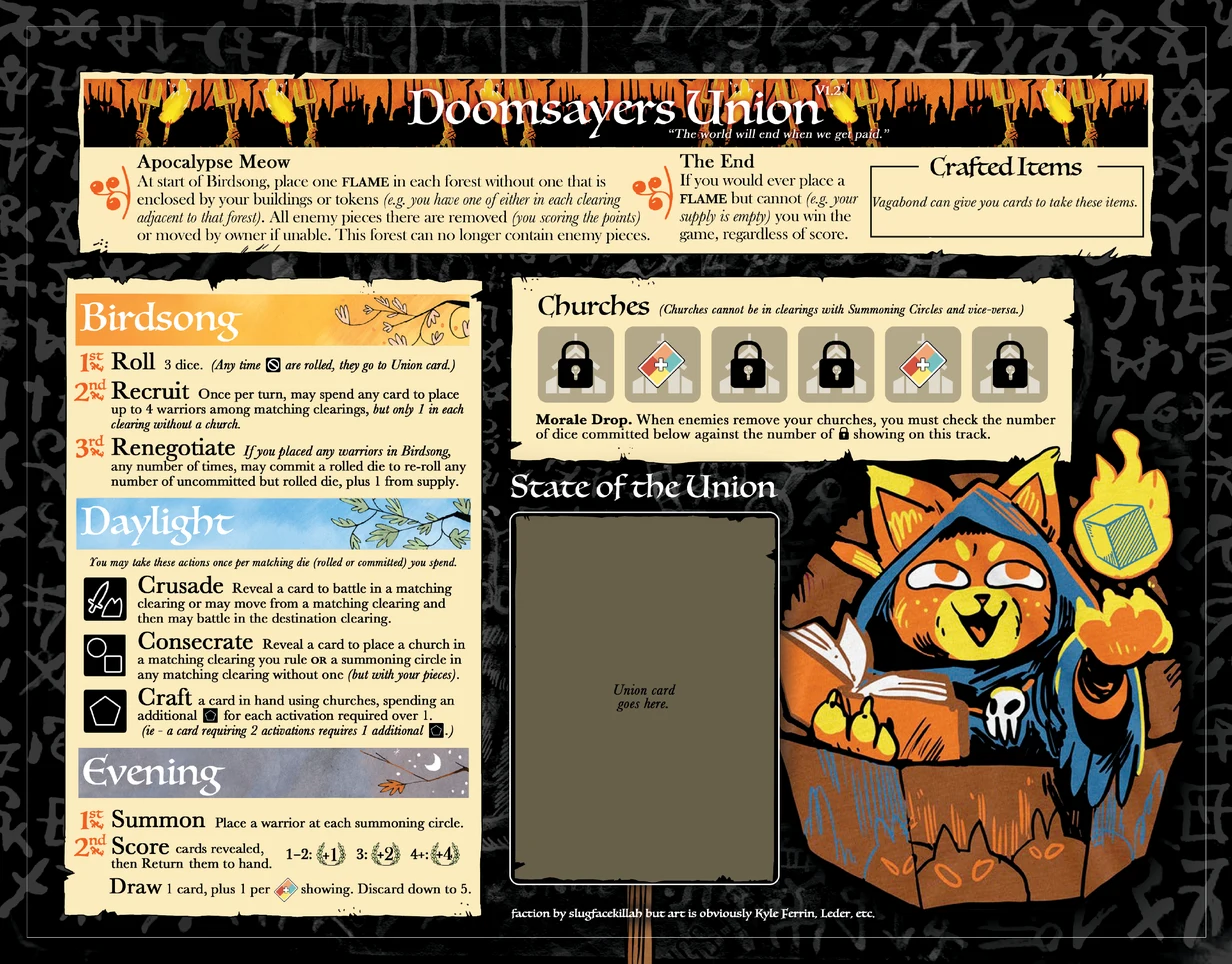 Doomsayers Union V1.2
“The world will end when we get paid.”
Apocalypse Meow
At start of Birdsong, place one FLAME in each forest without one that is
enclosed by your buildings or tokens (e.g. you have one of either in each clearing
adjacent to that forest). All enemy pieces there are removed (you scoring the points)
or moved by owner if unable. This forest can no longer contain enemy pieces.
The End
If you would ever place a
FLAME but cannot (e.g. your
supply is empty) you win the
game, regardless of score.
Crafted Items
Vagabond can give you cards to take these items.
Birdsong
1st Roll 3 dice. (Any time are rolled, they go to Union card.)
2nd Recruit Once per turn, may spend any card to place
up to 4 warriors among matching clearings, but only 1 in each
clearing without a church.
3rd Renegotiate If you placed any warriors in Birdsong,
any number of times, may commit a rolled die to re-roll any
number of uncommitted but rolled die, plus 1 from supply.
Daylight
You may take these actions once per matching die (rolled or committed) you spend.
Crusade Reveal a card to battle in a matching
clearing or may move from a matching clearing and
then may battle in the destination clearing.
Consecrate Reveal a card to place a church in
a matching clearing you rule OR a summoning circle in
any matching clearing without one (but with your pieces).
Craft a card in hand using churches, spending an
additional for each activation required over 1.
(ie - a card requiring 2 activations requires 1 additional .)
Evening
1st Summon Place a warrior at each summoning circle.
2nd Score cards revealed,
then Return them to hand.
1–2: +1 3: +2 4+: +4
Draw 1 card, plus 1 per showing. Discard down to 5.
Churches (Churches cannot be in clearings with Summoning Circles and vice-versa.)
Morale Drop. When enemies remove your churches, you must check the number
of dice committed below against the number of showing on this track.
State of the Union
Union card
goes here.
faction by slugfacekillah but art is obviously Kyle Ferrin, Leder, etc.